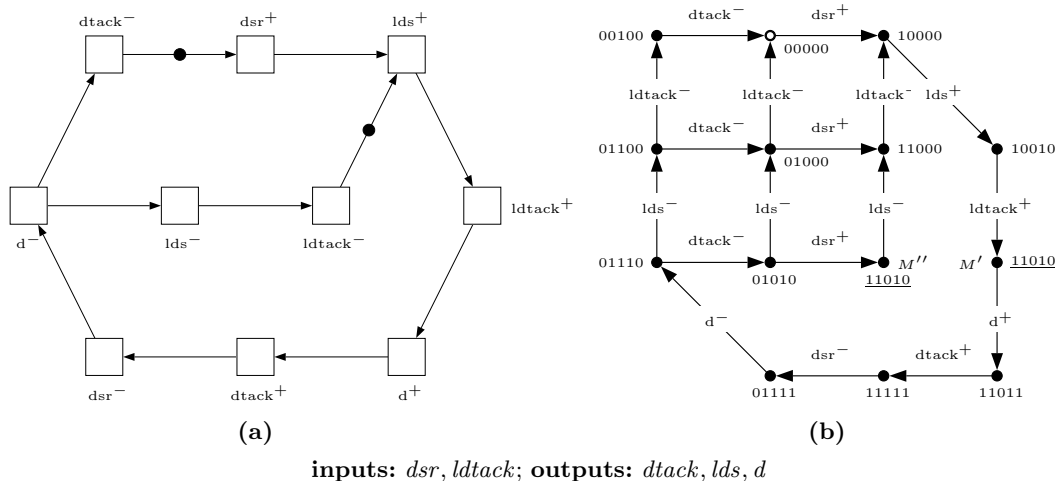 dtack⁻ dsr⁺ lds⁺
d⁻ lds⁻ ldtack⁻ ldtack⁺
dsr⁻ dtack⁺ d⁺
(a)
dtack⁻ dsr⁺
00100 00000 10000
ldtack⁻ ldtack⁻ ldtack⁻ lds⁺
dtack⁻ dsr⁺
01100 01000 11000 10010
lds⁻ lds⁻ lds⁻ ldtack⁺
dtack⁻ dsr⁺
01110 01010 M′′ 11010 M′ 11010
d⁻ d⁺
dsr⁻ dtack⁺
01111 11111 11011
(b)
inputs: dsr, ldtack; outputs: dtack, lds, d